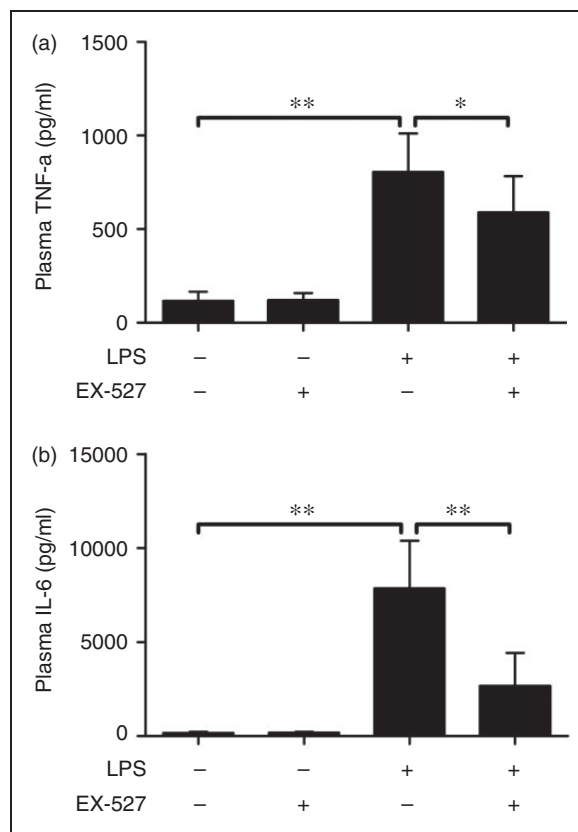 (a)
1500
1000
500
0
Plasma TNF-a (pg/ml)
** *
LPS – – + +
EX-527 – + – +
(b)
15000
10000
5000
0
Plasma IL-6 (pg/ml)
** **
LPS – – + +
EX-527 – + – +